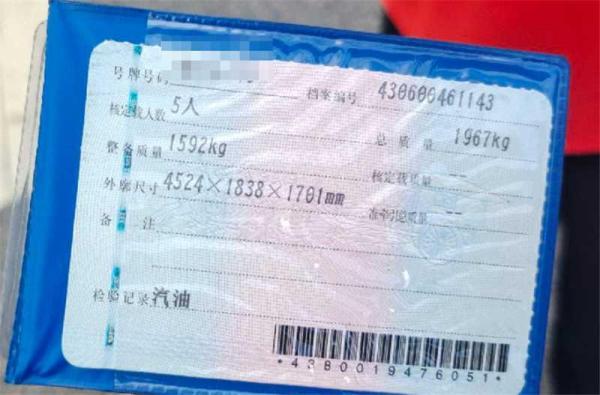 号牌号码
档案编号 430600461143
核定载人数 5人
总质量 1967kg
整备质量 1592kg
核定载质量 --
外廓尺寸 4524×1838×1701mm
准牵引总质量 --
备注
检验记录 汽油
*4380019476051*